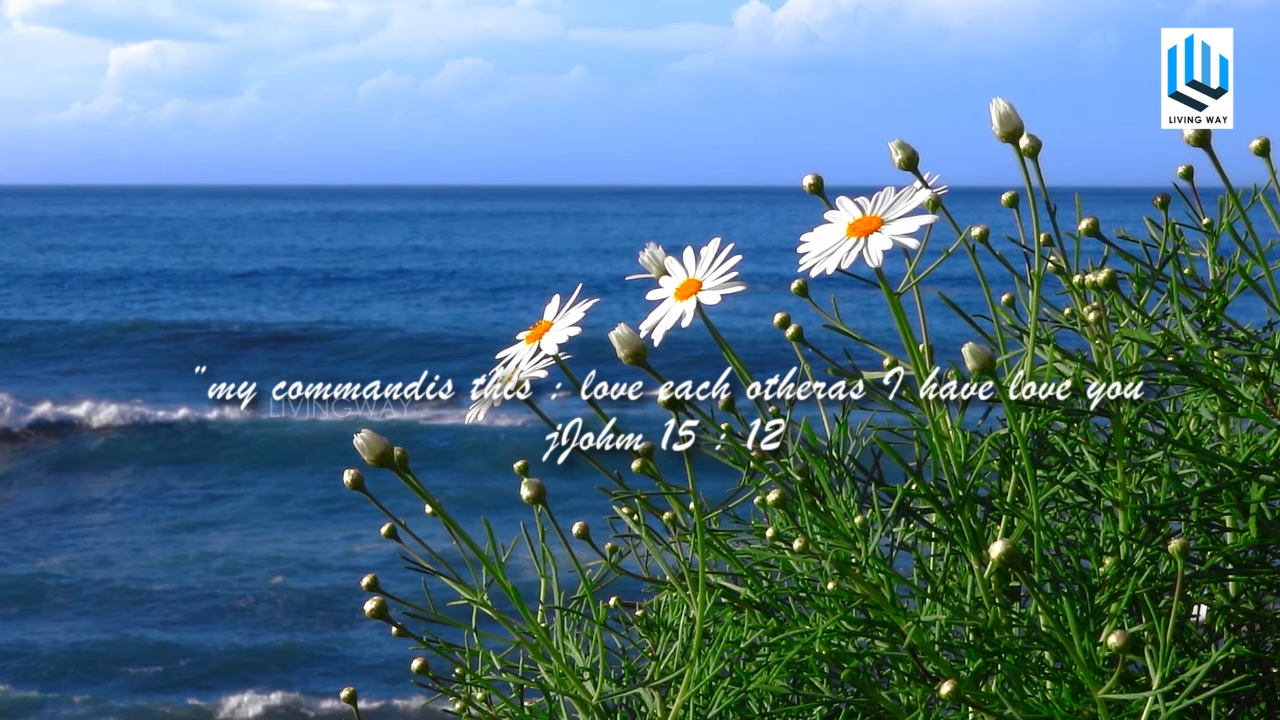 LIVING WAY
"my commandis this : love each otheras I have love you
LIVINGWAY
jJohm 15 : 12